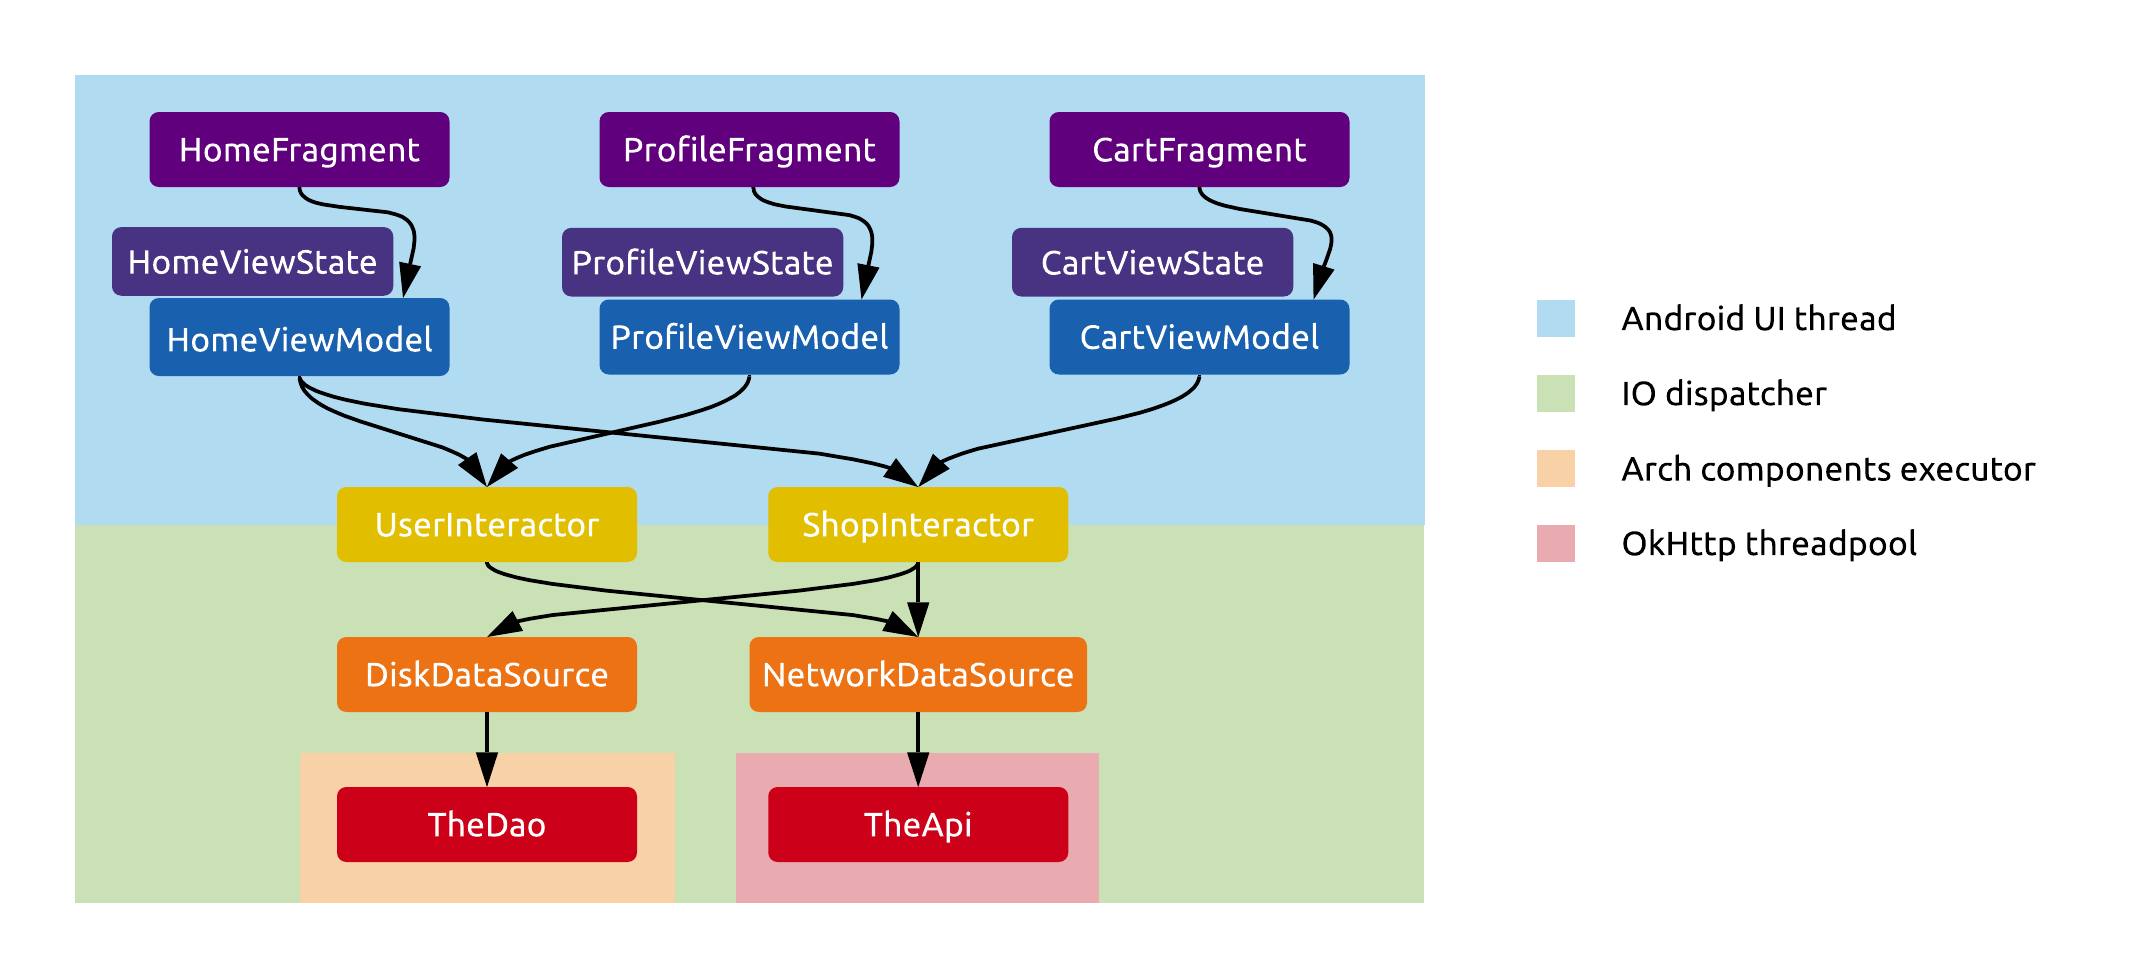 HomeFragment
ProfileFragment
CartFragment
HomeViewState
ProfileViewState
CartViewState
HomeViewModel
ProfileViewModel
CartViewModel
UserInteractor
ShopInteractor
DiskDataSource
NetworkDataSource
TheDao
TheApi
Android UI thread
IO dispatcher
Arch components executor
OkHttp threadpool